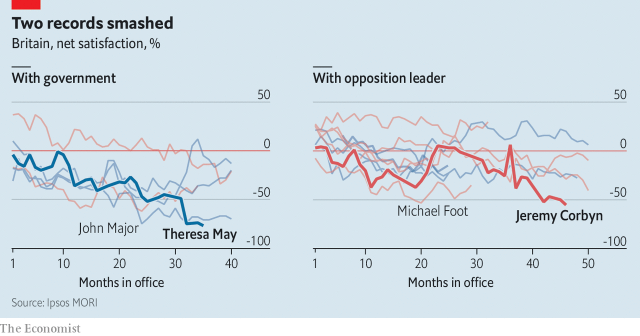 Two records smashed
Britain, net satisfaction, %
With government
50
0
-50
-100
John Major
Theresa May
1
10
20
30
40
Months in office
With opposition leader
50
0
-50
-100
Michael Foot
Jeremy Corbyn
1
10
20
30
40
50
Months in office
Source: Ipsos MORI
The Economist